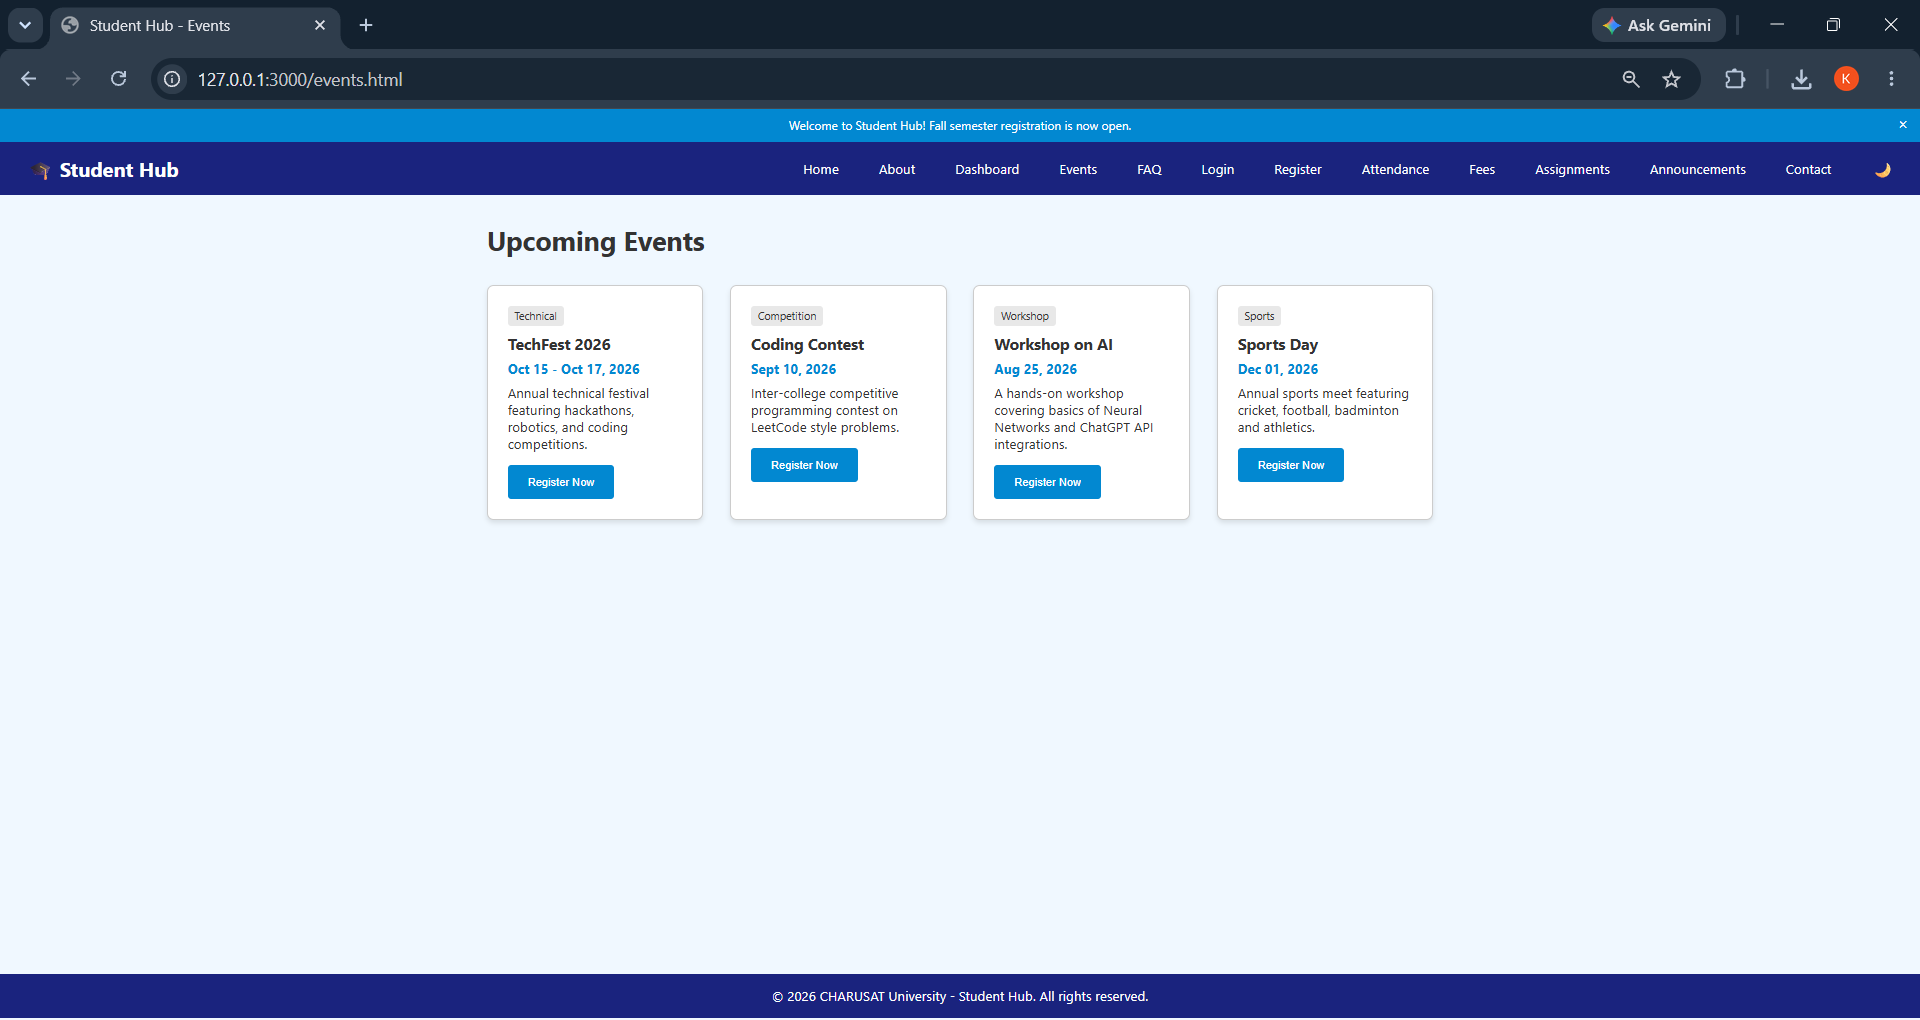 Student Hub - Events
Ask Gemini
127.0.0.1:3000/events.html
K
Welcome to Student Hub! Fall semester registration is now open.
×
Student Hub
Home About Dashboard Events FAQ Login Register Attendance Fees Assignments Announcements Contact
Upcoming Events
Technical
TechFest 2026
Oct 15 - Oct 17, 2026
Annual technical festival
featuring hackathons,
robotics, and coding
competitions.
Register Now
Competition
Coding Contest
Sept 10, 2026
Inter-college competitive
programming contest on
LeetCode style problems.
Register Now
Workshop
Workshop on AI
Aug 25, 2026
A hands-on workshop
covering basics of Neural
Networks and ChatGPT API
integrations.
Register Now
Sports
Sports Day
Dec 01, 2026
Annual sports meet featuring
cricket, football, badminton
and athletics.
Register Now
© 2026 CHARUSAT University - Student Hub. All rights reserved.